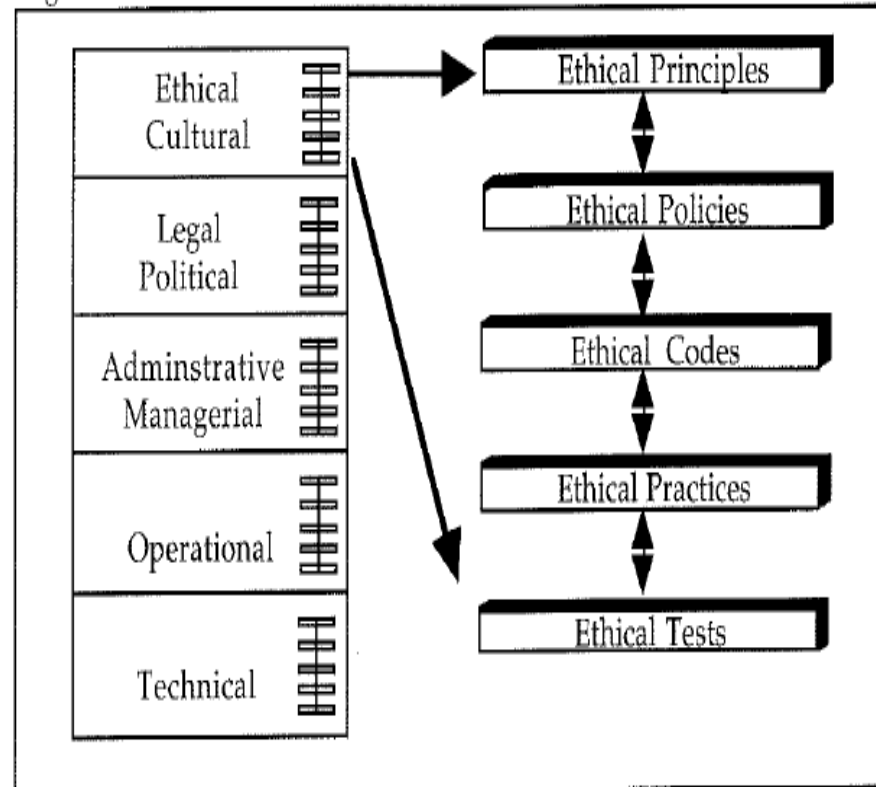 Ethical
Cultural
Legal
Political
Adminstrative
Managerial
Operational
Technical
Ethical Principles
Ethical Policies
Ethical Codes
Ethical Practices
Ethical Tests